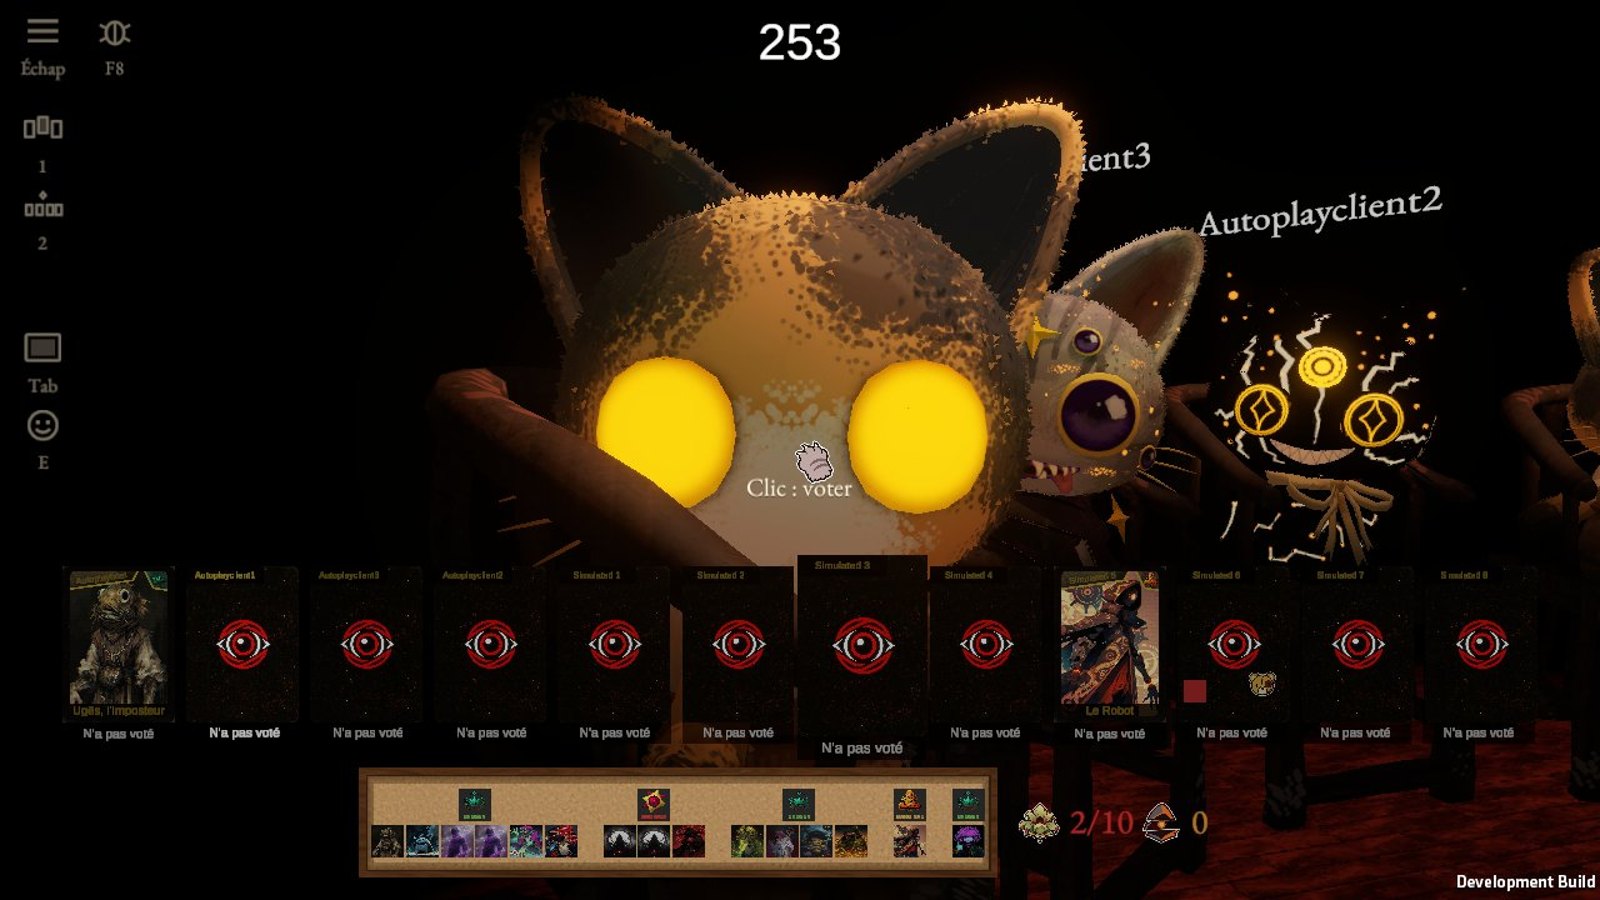 253
Échap
F8
1
2
Tab
E
ient3
Autoplayclient2
Clic : voter
Autoplayclient1
Autoplayclient3
Autoplayclient2
Simulated 1
Simulated 2
Simulated 3
Simulated 4
Simulated 5
Simulated 6
Simulated 7
Simulated 8
Ugès, l'imposteur
Le Robot
N'a pas voté
N'a pas voté
N'a pas voté
N'a pas voté
N'a pas voté
N'a pas voté
N'a pas voté
N'a pas voté
N'a pas voté
N'a pas voté
N'a pas voté
N'a pas voté
2/10
0
Development Build